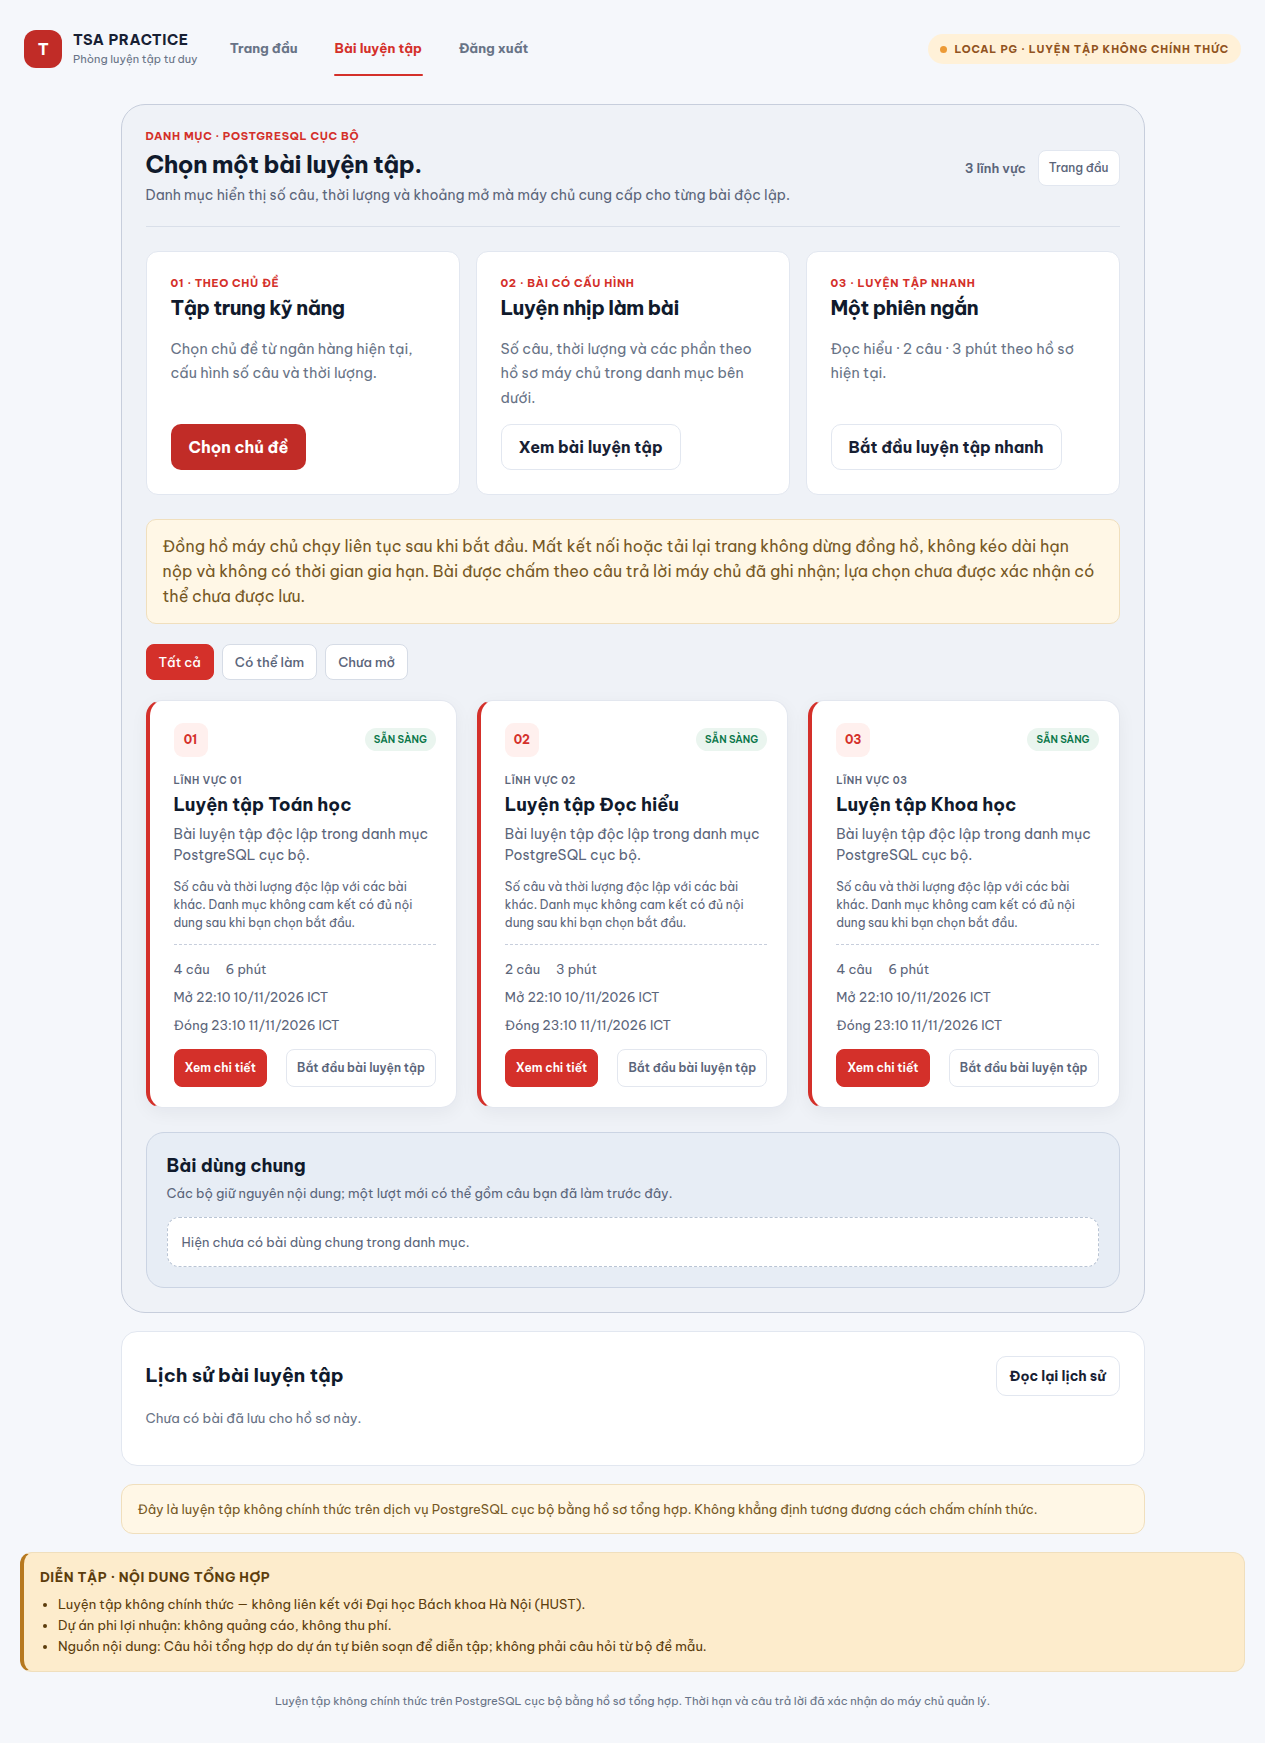 T
TSA PRACTICE
Phòng luyện tập tư duy
Trang đầu
Bài luyện tập
Đăng xuất
LOCAL PG · LUYỆN TẬP KHÔNG CHÍNH THỨC
DANH MỤC · POSTGRESQL CỤC BỘ
Chọn một bài luyện tập.
Danh mục hiển thị số câu, thời lượng và khoảng mở mà máy chủ cung cấp cho từng bài độc lập.
3 lĩnh vực
Trang đầu
01 · THEO CHỦ ĐỀ
Tập trung kỹ năng
Chọn chủ đề từ ngân hàng hiện tại,
cấu hình số câu và thời lượng.
Chọn chủ đề
02 · BÀI CÓ CẤU HÌNH
Luyện nhịp làm bài
Số câu, thời lượng và các phần theo
hồ sơ máy chủ trong danh mục bên
dưới.
Xem bài luyện tập
03 · LUYỆN TẬP NHANH
Một phiên ngắn
Đọc hiểu · 2 câu · 3 phút theo hồ sơ
hiện tại.
Bắt đầu luyện tập nhanh
Đồng hồ máy chủ chạy liên tục sau khi bắt đầu. Mất kết nối hoặc tải lại trang không dừng đồng hồ, không kéo dài hạn
nộp và không có thời gian gia hạn. Bài được chấm theo câu trả lời máy chủ đã ghi nhận; lựa chọn chưa được xác nhận có
thể chưa được lưu.
Tất cả
Có thể làm
Chưa mở
01
SẴN SÀNG
LĨNH VỰC 01
Luyện tập Toán học
Bài luyện tập độc lập trong danh mục
PostgreSQL cục bộ.
Số câu và thời lượng độc lập với các bài
khác. Danh mục không cam kết có đủ nội
dung sau khi bạn chọn bắt đầu.
4 câu 6 phút
Mở 22:10 10/11/2026 ICT
Đóng 23:10 11/11/2026 ICT
Xem chi tiết
Bắt đầu bài luyện tập
02
SẴN SÀNG
LĨNH VỰC 02
Luyện tập Đọc hiểu
Bài luyện tập độc lập trong danh mục
PostgreSQL cục bộ.
Số câu và thời lượng độc lập với các bài
khác. Danh mục không cam kết có đủ nội
dung sau khi bạn chọn bắt đầu.
2 câu 3 phút
Mở 22:10 10/11/2026 ICT
Đóng 23:10 11/11/2026 ICT
Xem chi tiết
Bắt đầu bài luyện tập
03
SẴN SÀNG
LĨNH VỰC 03
Luyện tập Khoa học
Bài luyện tập độc lập trong danh mục
PostgreSQL cục bộ.
Số câu và thời lượng độc lập với các bài
khác. Danh mục không cam kết có đủ nội
dung sau khi bạn chọn bắt đầu.
4 câu 6 phút
Mở 22:10 10/11/2026 ICT
Đóng 23:10 11/11/2026 ICT
Xem chi tiết
Bắt đầu bài luyện tập
Bài dùng chung
Các bộ giữ nguyên nội dung; một lượt mới có thể gồm câu bạn đã làm trước đây.
Hiện chưa có bài dùng chung trong danh mục.
Lịch sử bài luyện tập
Đọc lại lịch sử
Chưa có bài đã lưu cho hồ sơ này.
Đây là luyện tập không chính thức trên dịch vụ PostgreSQL cục bộ bằng hồ sơ tổng hợp. Không khẳng định tương đương cách chấm chính thức.
DIỄN TẬP · NỘI DUNG TỔNG HỢP
• Luyện tập không chính thức — không liên kết với Đại học Bách khoa Hà Nội (HUST).
• Dự án phi lợi nhuận: không quảng cáo, không thu phí.
• Nguồn nội dung: Câu hỏi tổng hợp do dự án tự biên soạn để diễn tập; không phải câu hỏi từ bộ đề mẫu.
Luyện tập không chính thức trên PostgreSQL cục bộ bằng hồ sơ tổng hợp. Thời hạn và câu trả lời đã xác nhận do máy chủ quản lý.